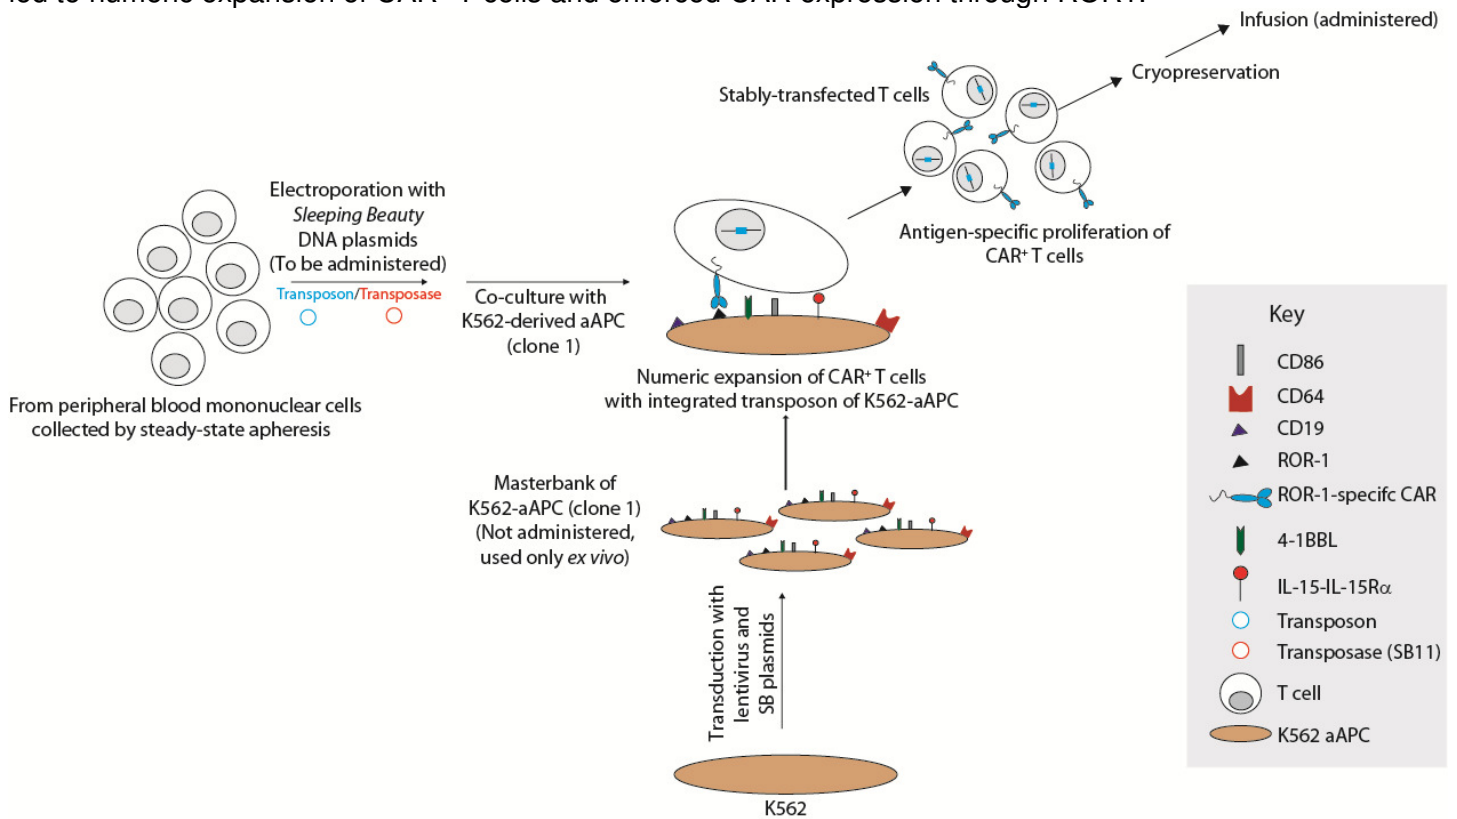 Infusion (administered)
Cryopreservation
Stably-transfected T cells
Antigen-specific proliferation of
CAR⁺ T cells
Electroporation with
Sleeping Beauty
DNA plasmids
(To be administered)
Transposon/Transposase
Co-culture with
K562-derived aAPC
(clone 1)
From peripheral blood mononuclear cells
collected by steady-state apheresis
Numeric expansion of CAR⁺ T cells
with integrated transposon of K562-aAPC
Masterbank of
K562-aAPC (clone 1)
(Not administered,
used only ex vivo)
Transduction with
lentivirus and
SB plasmids
K562
Key
CD86
CD64
CD19
ROR-1
ROR-1-specifc CAR
4-1BBL
IL-15-IL-15Rα
Transposon
Transposase (SB11)
T cell
K562 aAPC